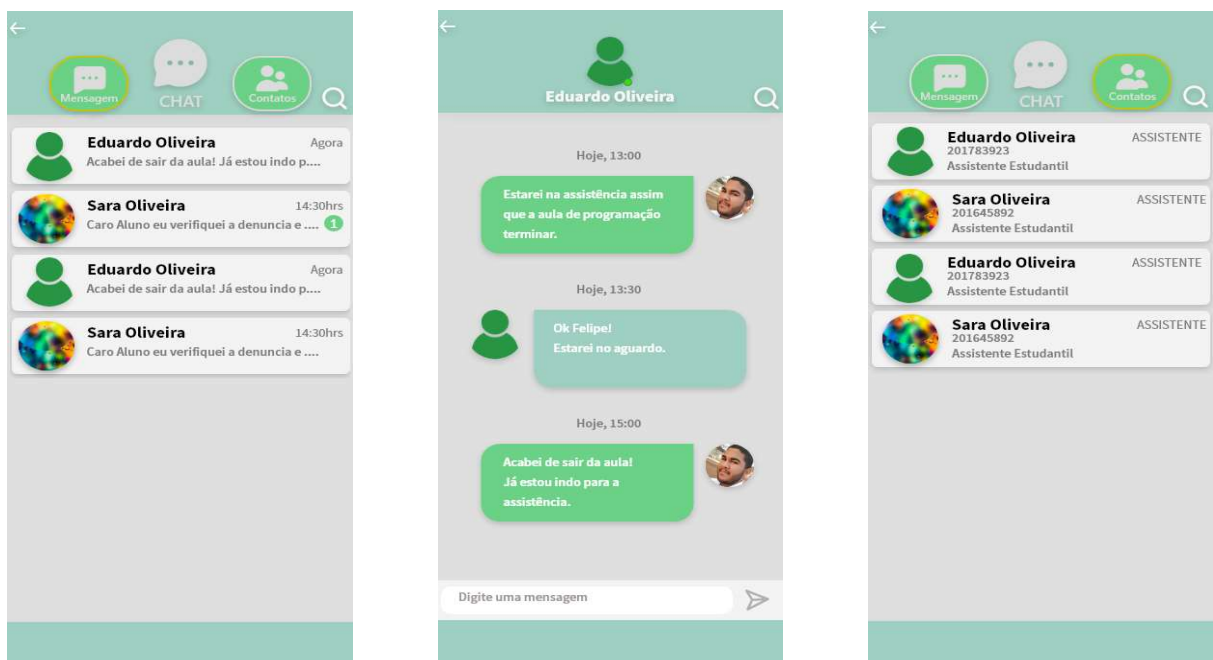 Mensagem
CHAT
Contatos
Eduardo Oliveira
Agora
Acabei de sair da aula! Já estou indo p....
Sara Oliveira
14:30hrs
Caro Aluno eu verifiquei a denuncia e ....
1
Eduardo Oliveira
Agora
Acabei de sair da aula! Já estou indo p....
Sara Oliveira
14:30hrs
Caro Aluno eu verifiquei a denuncia e ....
Eduardo Oliveira
Hoje, 13:00
Estarei na assistência assim
que a aula de programação
terminar.
Hoje, 13:30
Ok Felipe!
Estarei no aguardo.
Hoje, 15:00
Acabei de sair da aula!
Já estou indo para a
assistência.
Digite uma mensagem
Mensagem
CHAT
Contatos
Eduardo Oliveira
ASSISTENTE
201783923
Assistente Estudantil
Sara Oliveira
ASSISTENTE
201645892
Assistente Estudantil
Eduardo Oliveira
ASSISTENTE
201783923
Assistente Estudantil
Sara Oliveira
ASSISTENTE
201645892
Assistente Estudantil